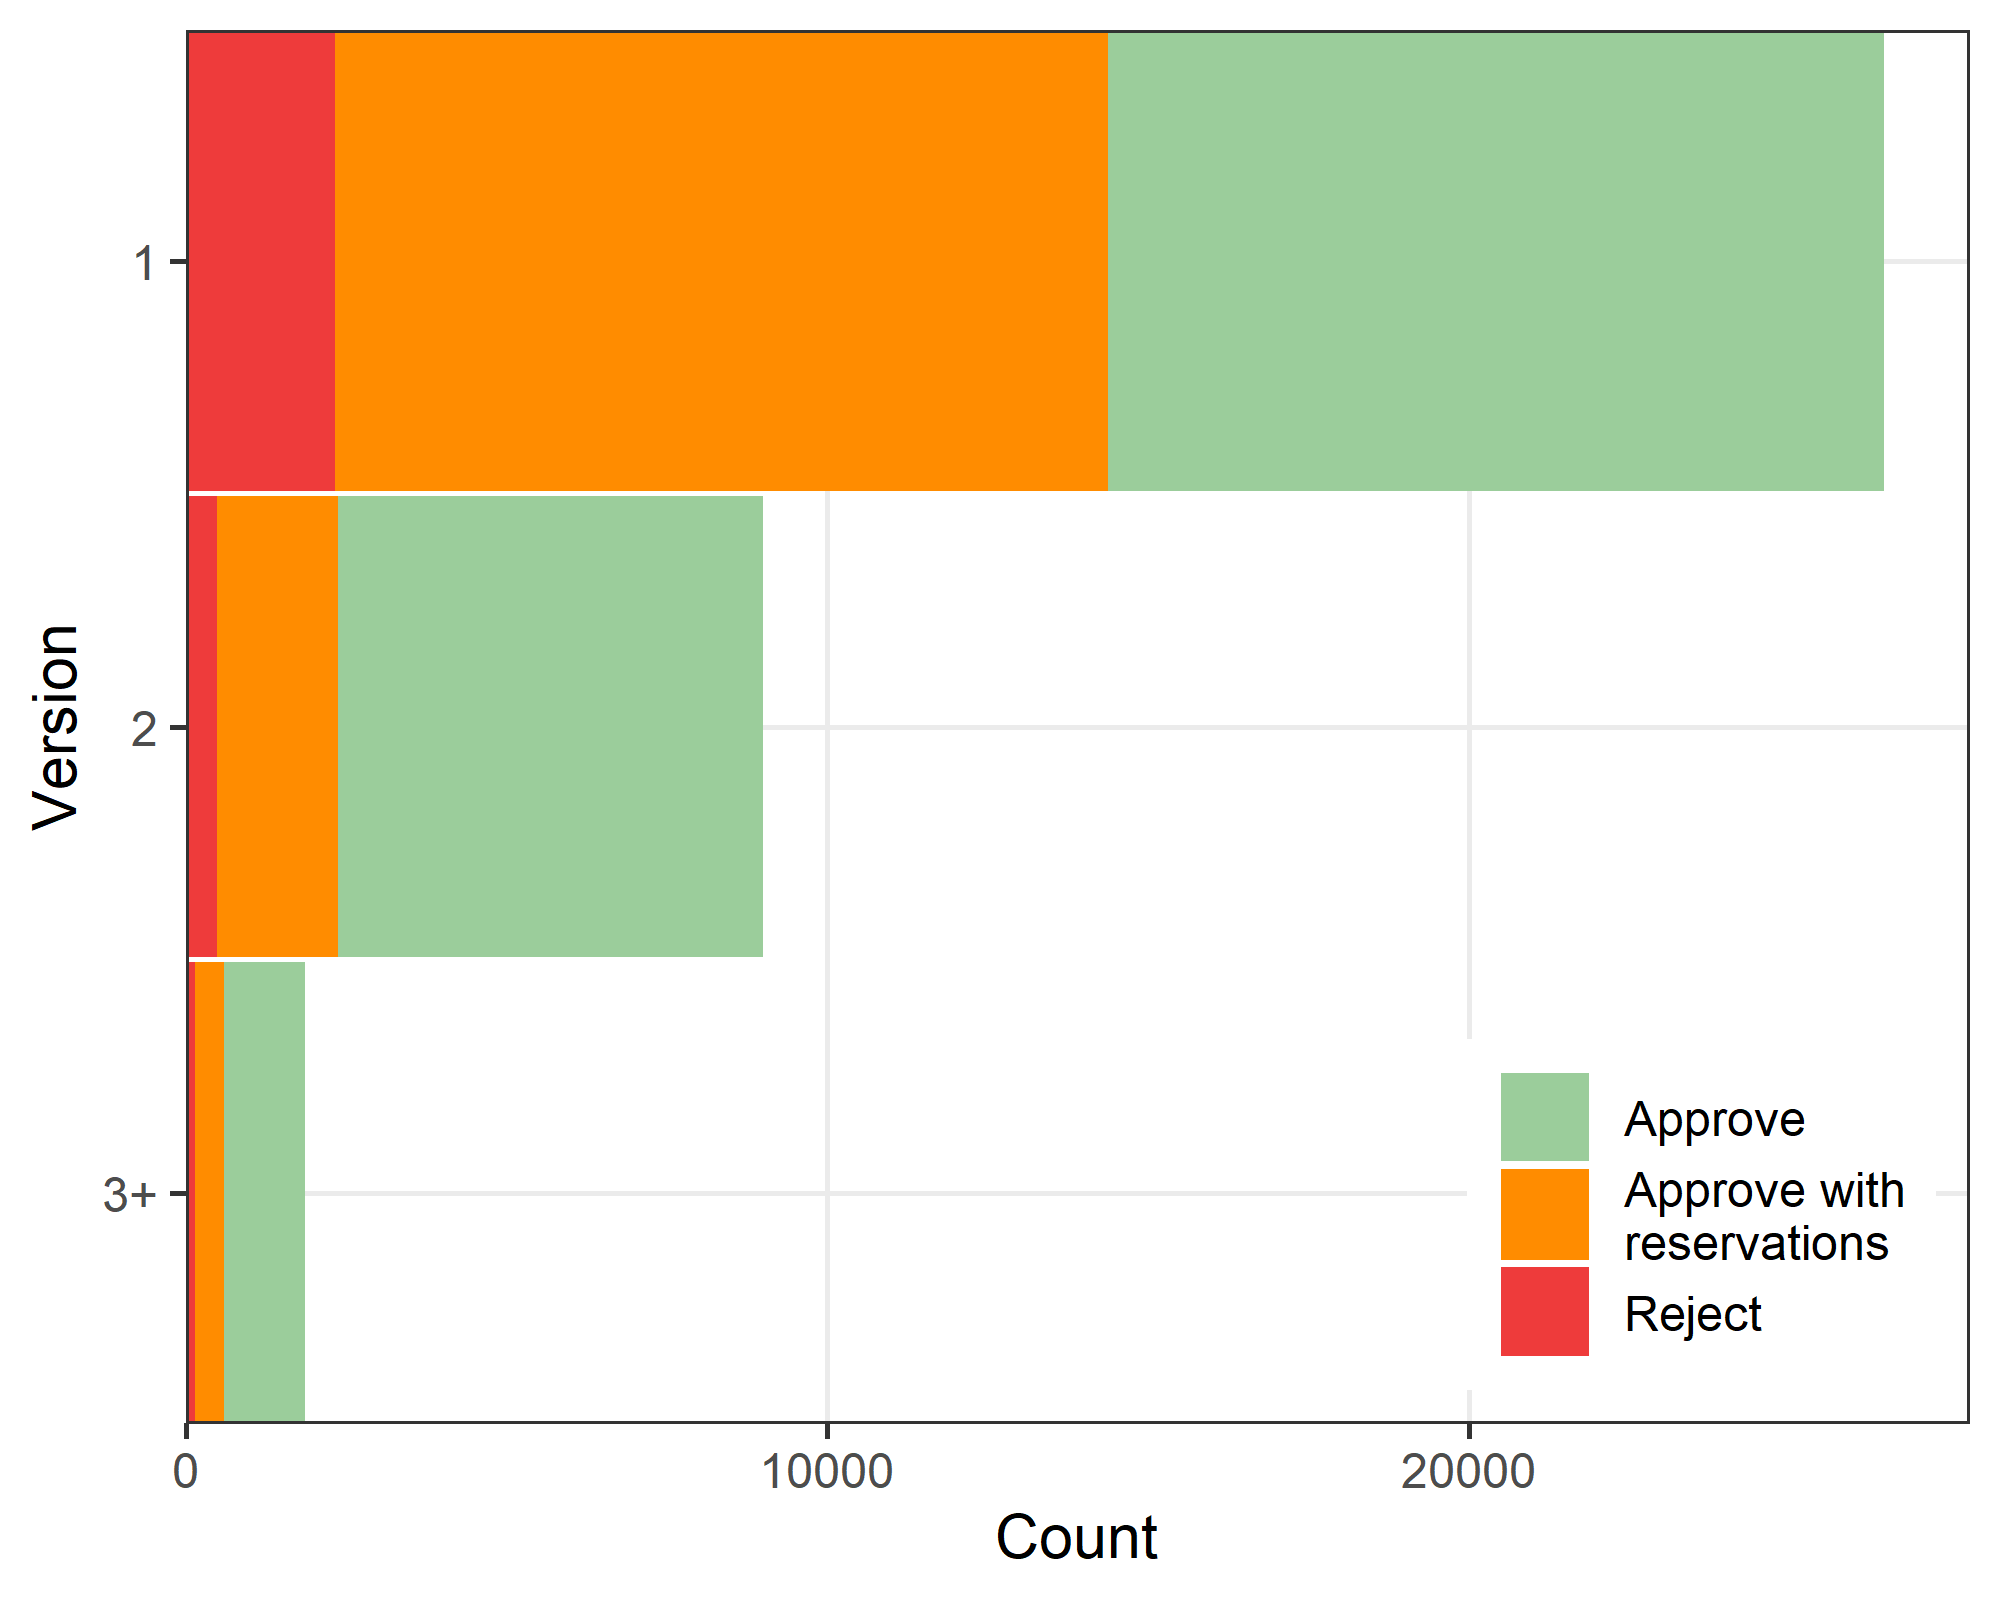 Version
1
2
3+
0
10000
20000
Count
Approve
Approve with
reservations
Reject